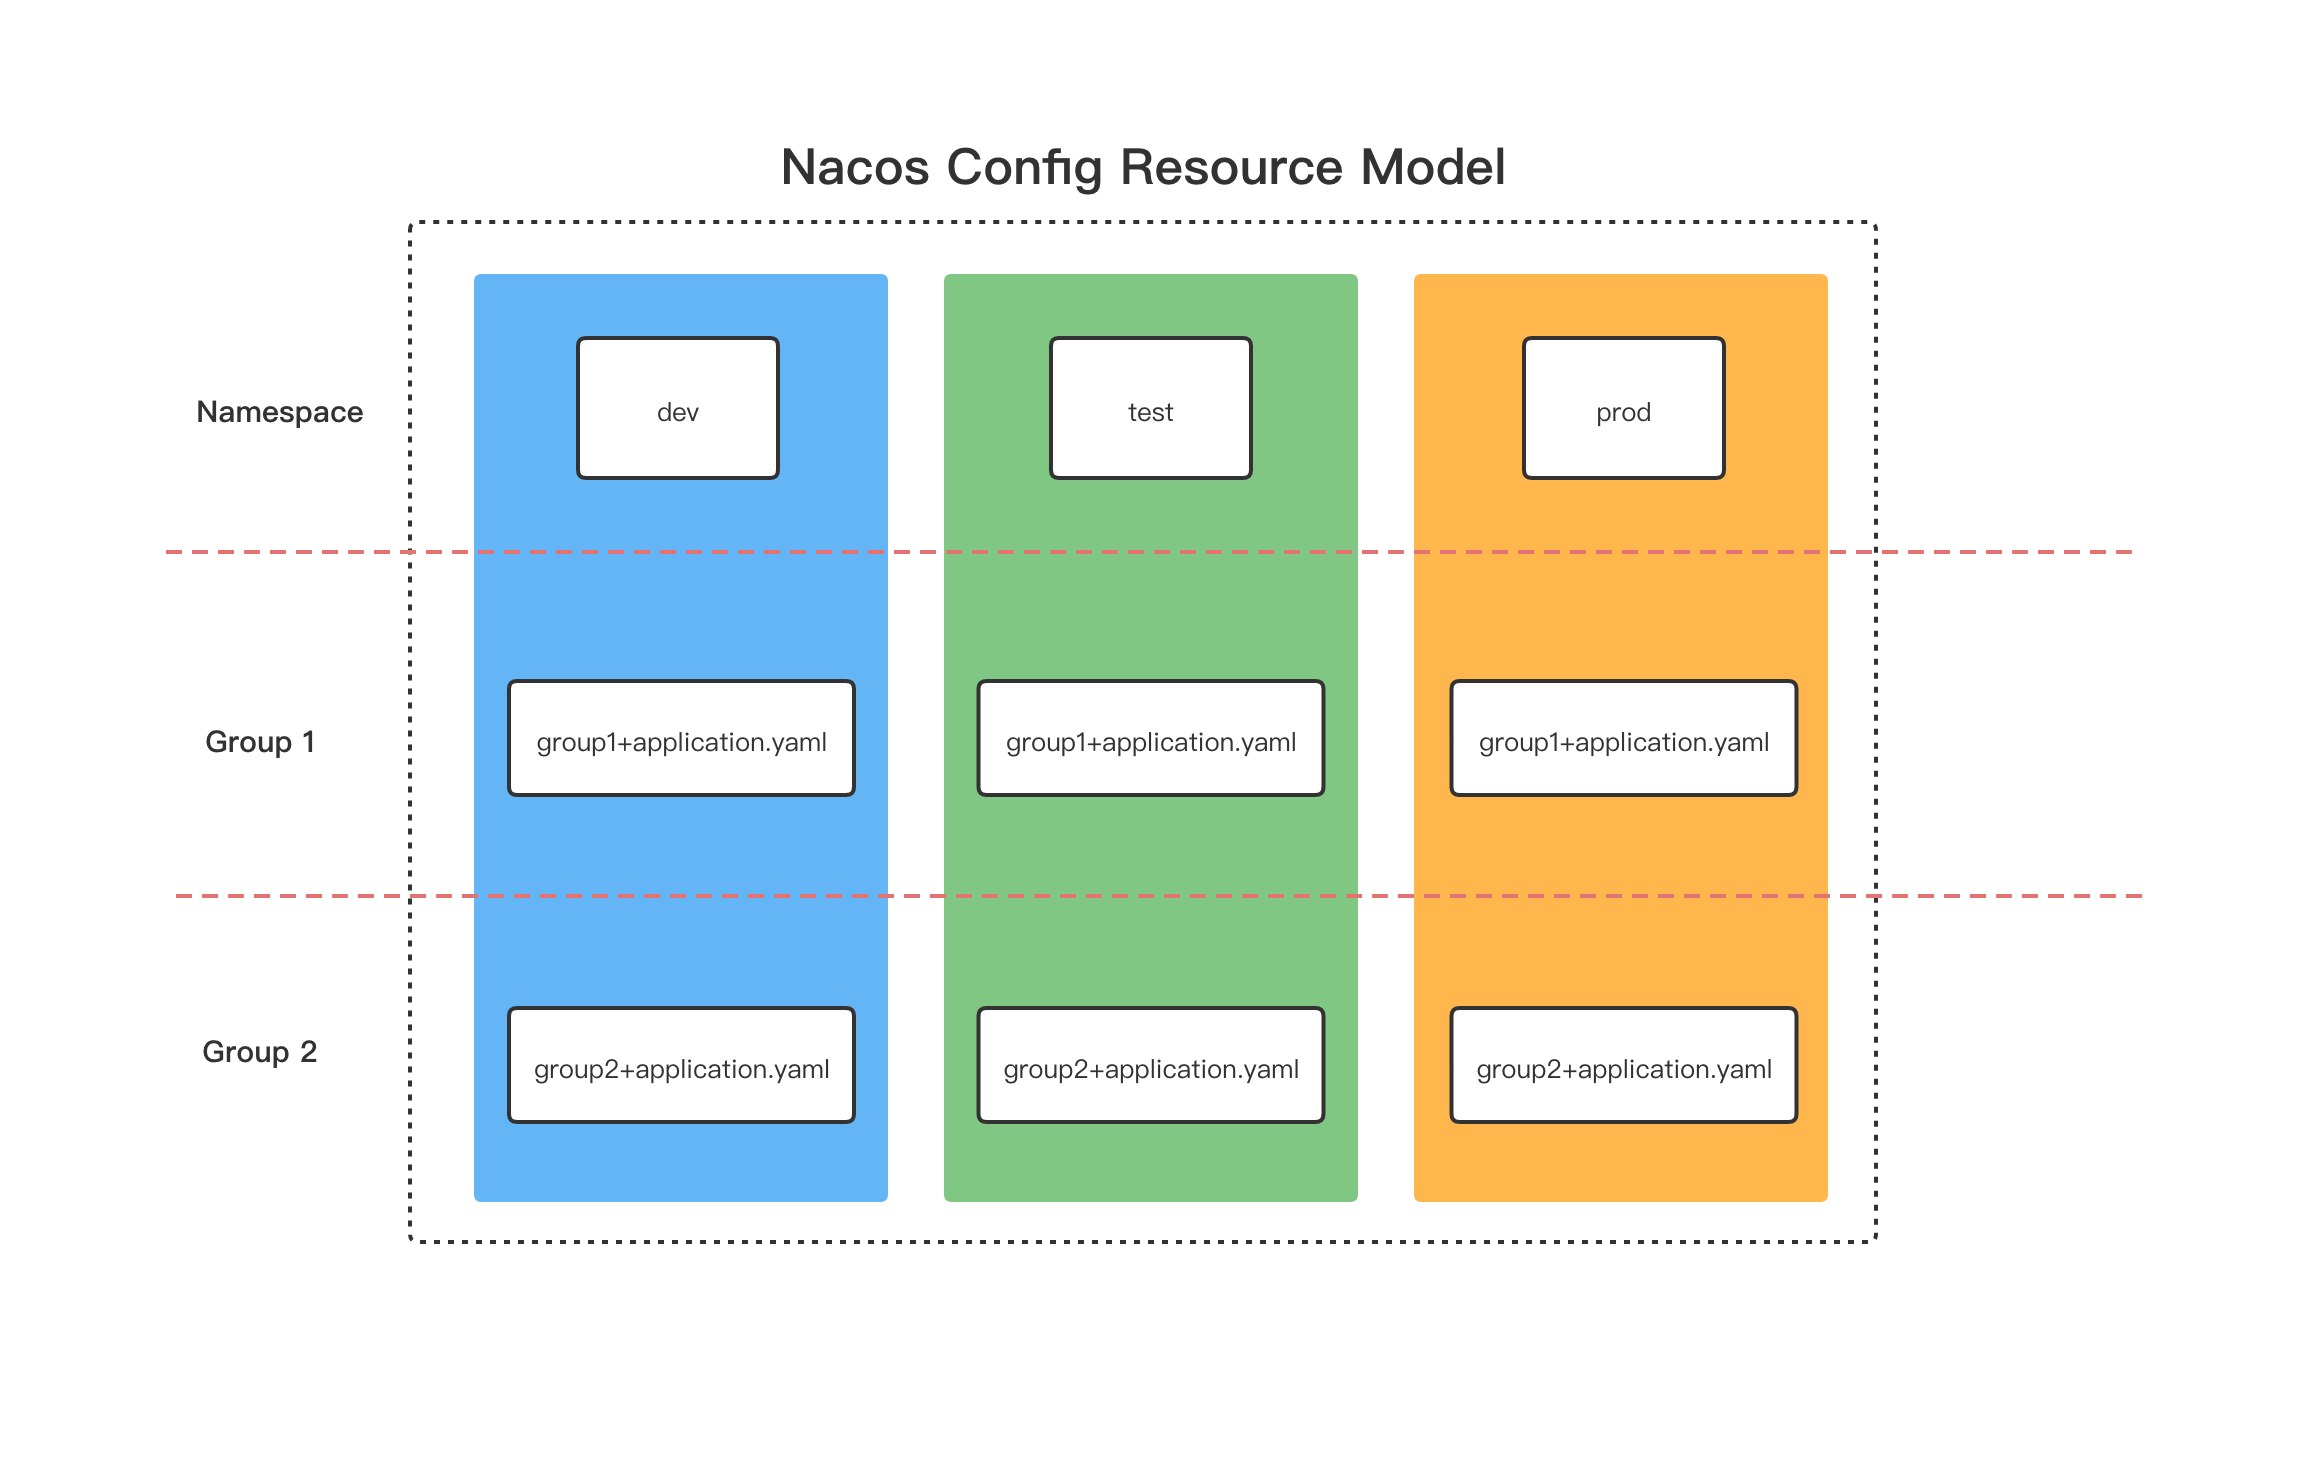 Nacos Config Resource Model
Namespace
dev
test
prod
Group 1
group1+application.yaml
group1+application.yaml
group1+application.yaml
Group 2
group2+application.yaml
group2+application.yaml
group2+application.yaml